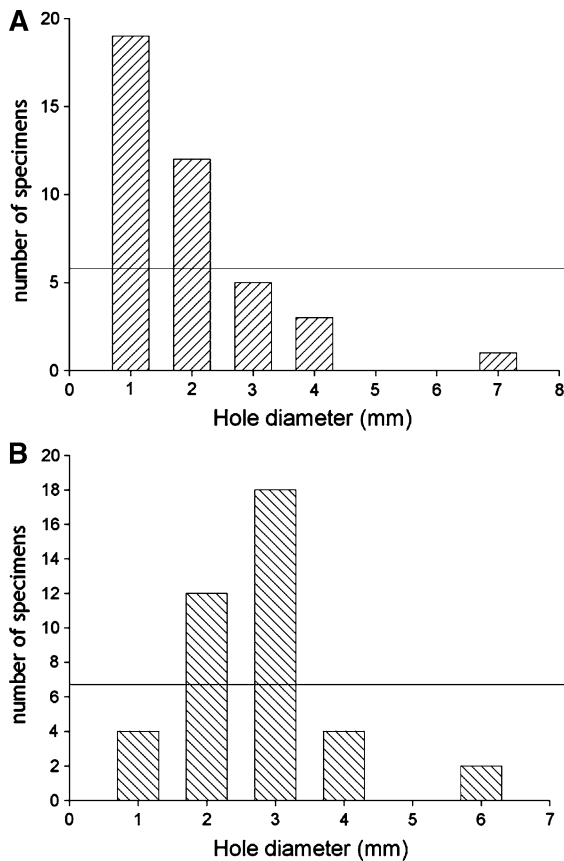 A
20
15
10
5
0
number of specimens
0 1 2 3 4 5 6 7 8
Hole diameter (mm)
B
20
18
16
14
12
10
8
6
4
2
0
number of specimens
0 1 2 3 4 5 6 7
Hole diameter (mm)